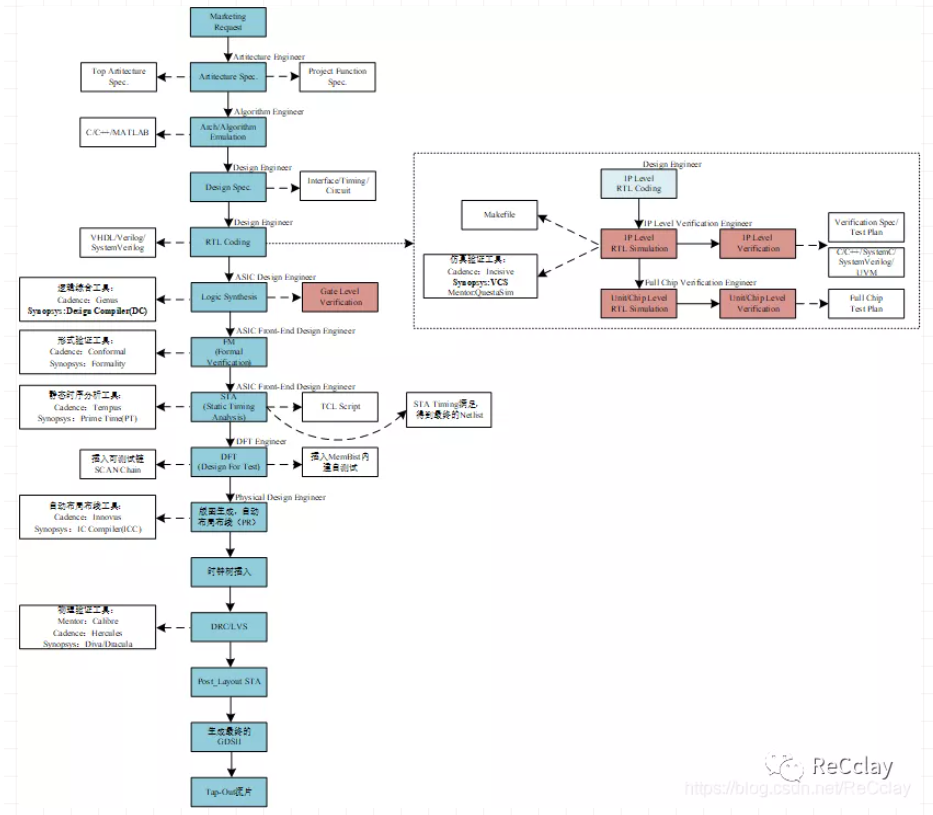 Marketing
Request
Artitecture Engineer
Top Artitecture
Spec.
Artitecture Spec.
Project Function
Spec.
Algorithm Engineer
C/C++/MATLAB
Arch/Algorithm
Emulation
Design Engineer
Design Spec.
Interface/Timing/
Circuit
Design Engineer
VHDL/Verilog/
SystemVerilog
RTL Coding
ASIC Design Engineer
逻辑综合工具:
Cadence: Genus
Synopsys:Design Compiler(DC)
Logic Synthesis
Gate Level
Verification
ASIC Front-End Design Engineer
形式验证工具:
Cadence: Conformal
Synopsys: Formality
FM
(Formal
Verification)
ASIC Front-End Design Engineer
静态时序分析工具:
Cadence: Tempus
Synopsys: Prime Time(PT)
STA
(Static Timing
Analysis)
TCL Script
STA Timing满足,
得到最终的Netlist
DFT Engineer
插入可测试链
SCAN Chain
DFT
(Design For Test)
插入MemBist内
建自测试
Physical Design Engineer
自动布局布线工具:
Cadence: Innovus
Synopsys: IC Compiler(ICC)
版图生成,自动
布局布线(PR)
时钟树插入
物理验证工具:
Mentor: Calibre
Cadence: Hercules
Synopsys: Diva/Dracula
DRC/LVS
Post_Layout STA
生成最终的
GDSII
Tap-Out流片
Design Engineer
IP Level
RTL Coding
Makefile
IP Level Verification Engineer
IP Level
RTL Simulation
IP Level
Verification
Verification Spec/
Test Plan
C/C++/SystemC/
SystemVerilog/
UVM
仿真验证工具:
Cadence: Incisive
Synopsys:VCS
Mentor:QuestaSim
Full Chip Verification Engineer
Unit/Chip Level
RTL Simulation
Unit/Chip Level
Verification
Full Chip
Test Plan
ReCclay
https://blog.csdn.net/ReCclay